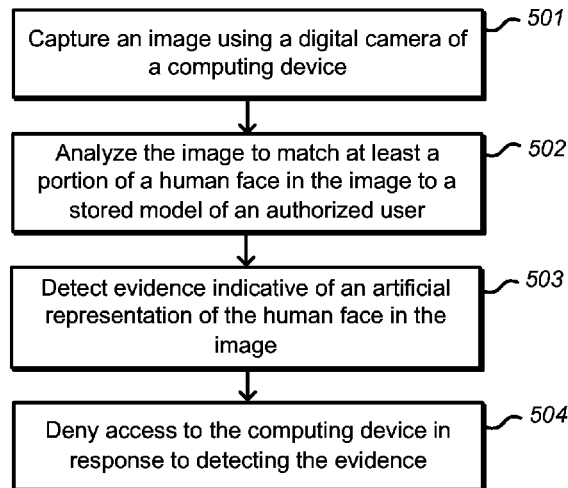 501
Capture an image using a digital camera of
a computing device
502
Analyze the image to match at least a
portion of a human face in the image to a
stored model of an authorized user
503
Detect evidence indicative of an artificial
representation of the human face in the
image
504
Deny access to the computing device in
response to detecting the evidence